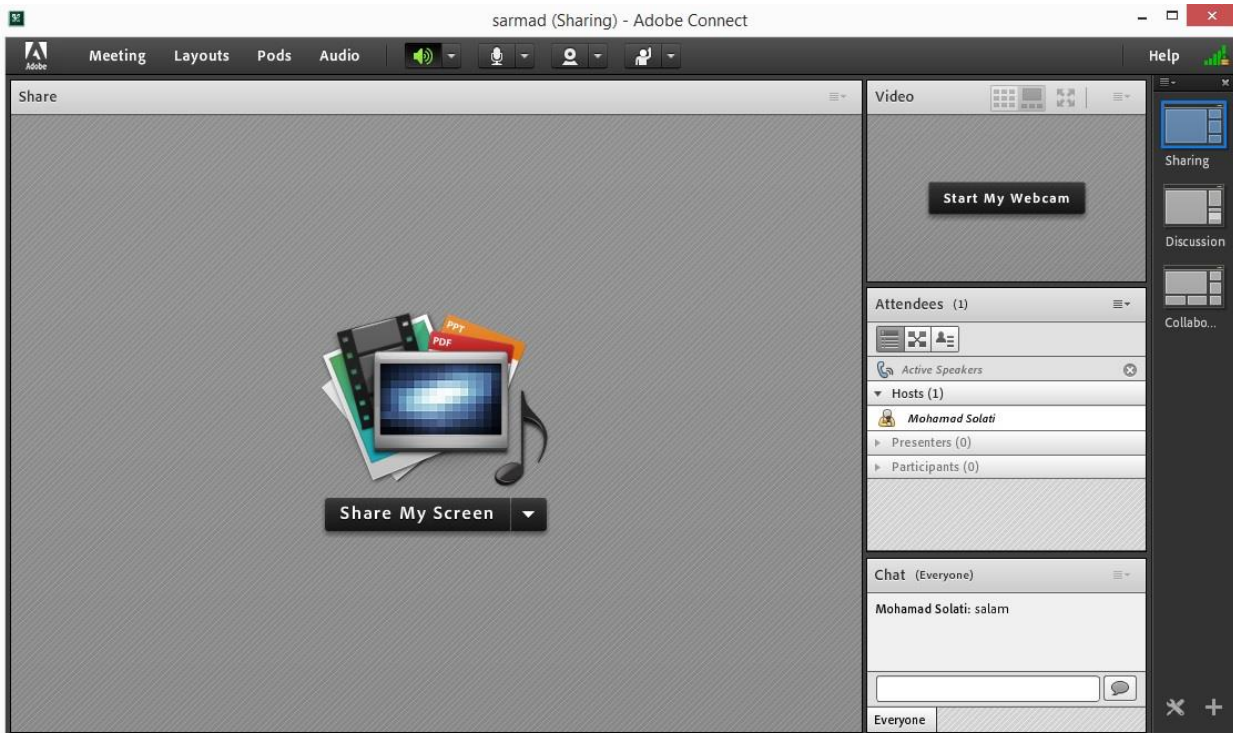 sarmad (Sharing) - Adobe Connect
Adobe Meeting Layouts Pods Audio Help
Share
PPT
PDF
Share My Screen
Video
Start My Webcam
Attendees (1)
Active Speakers
Hosts (1)
Mohamad Solati
Presenters (0)
Participants (0)
Chat (Everyone)
Mohamad Solati: salam
Everyone
Sharing
Discussion
Collabo...